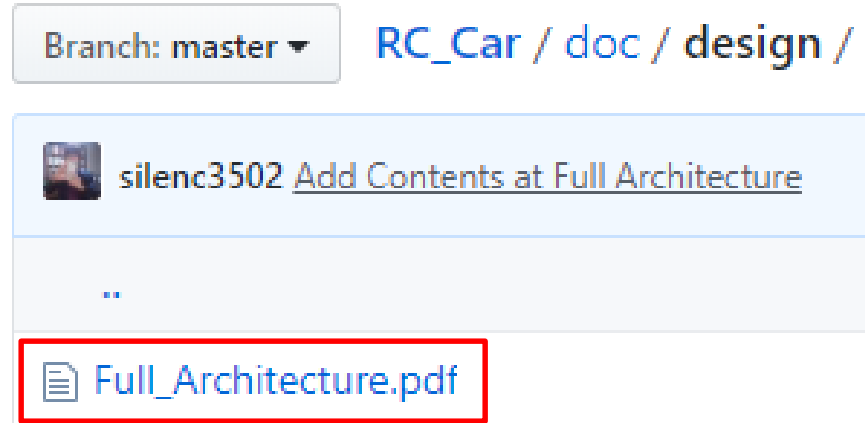 Branch: master RC_Car / doc / design /
silenc3502 Add Contents at Full Architecture
..
Full_Architecture.pdf